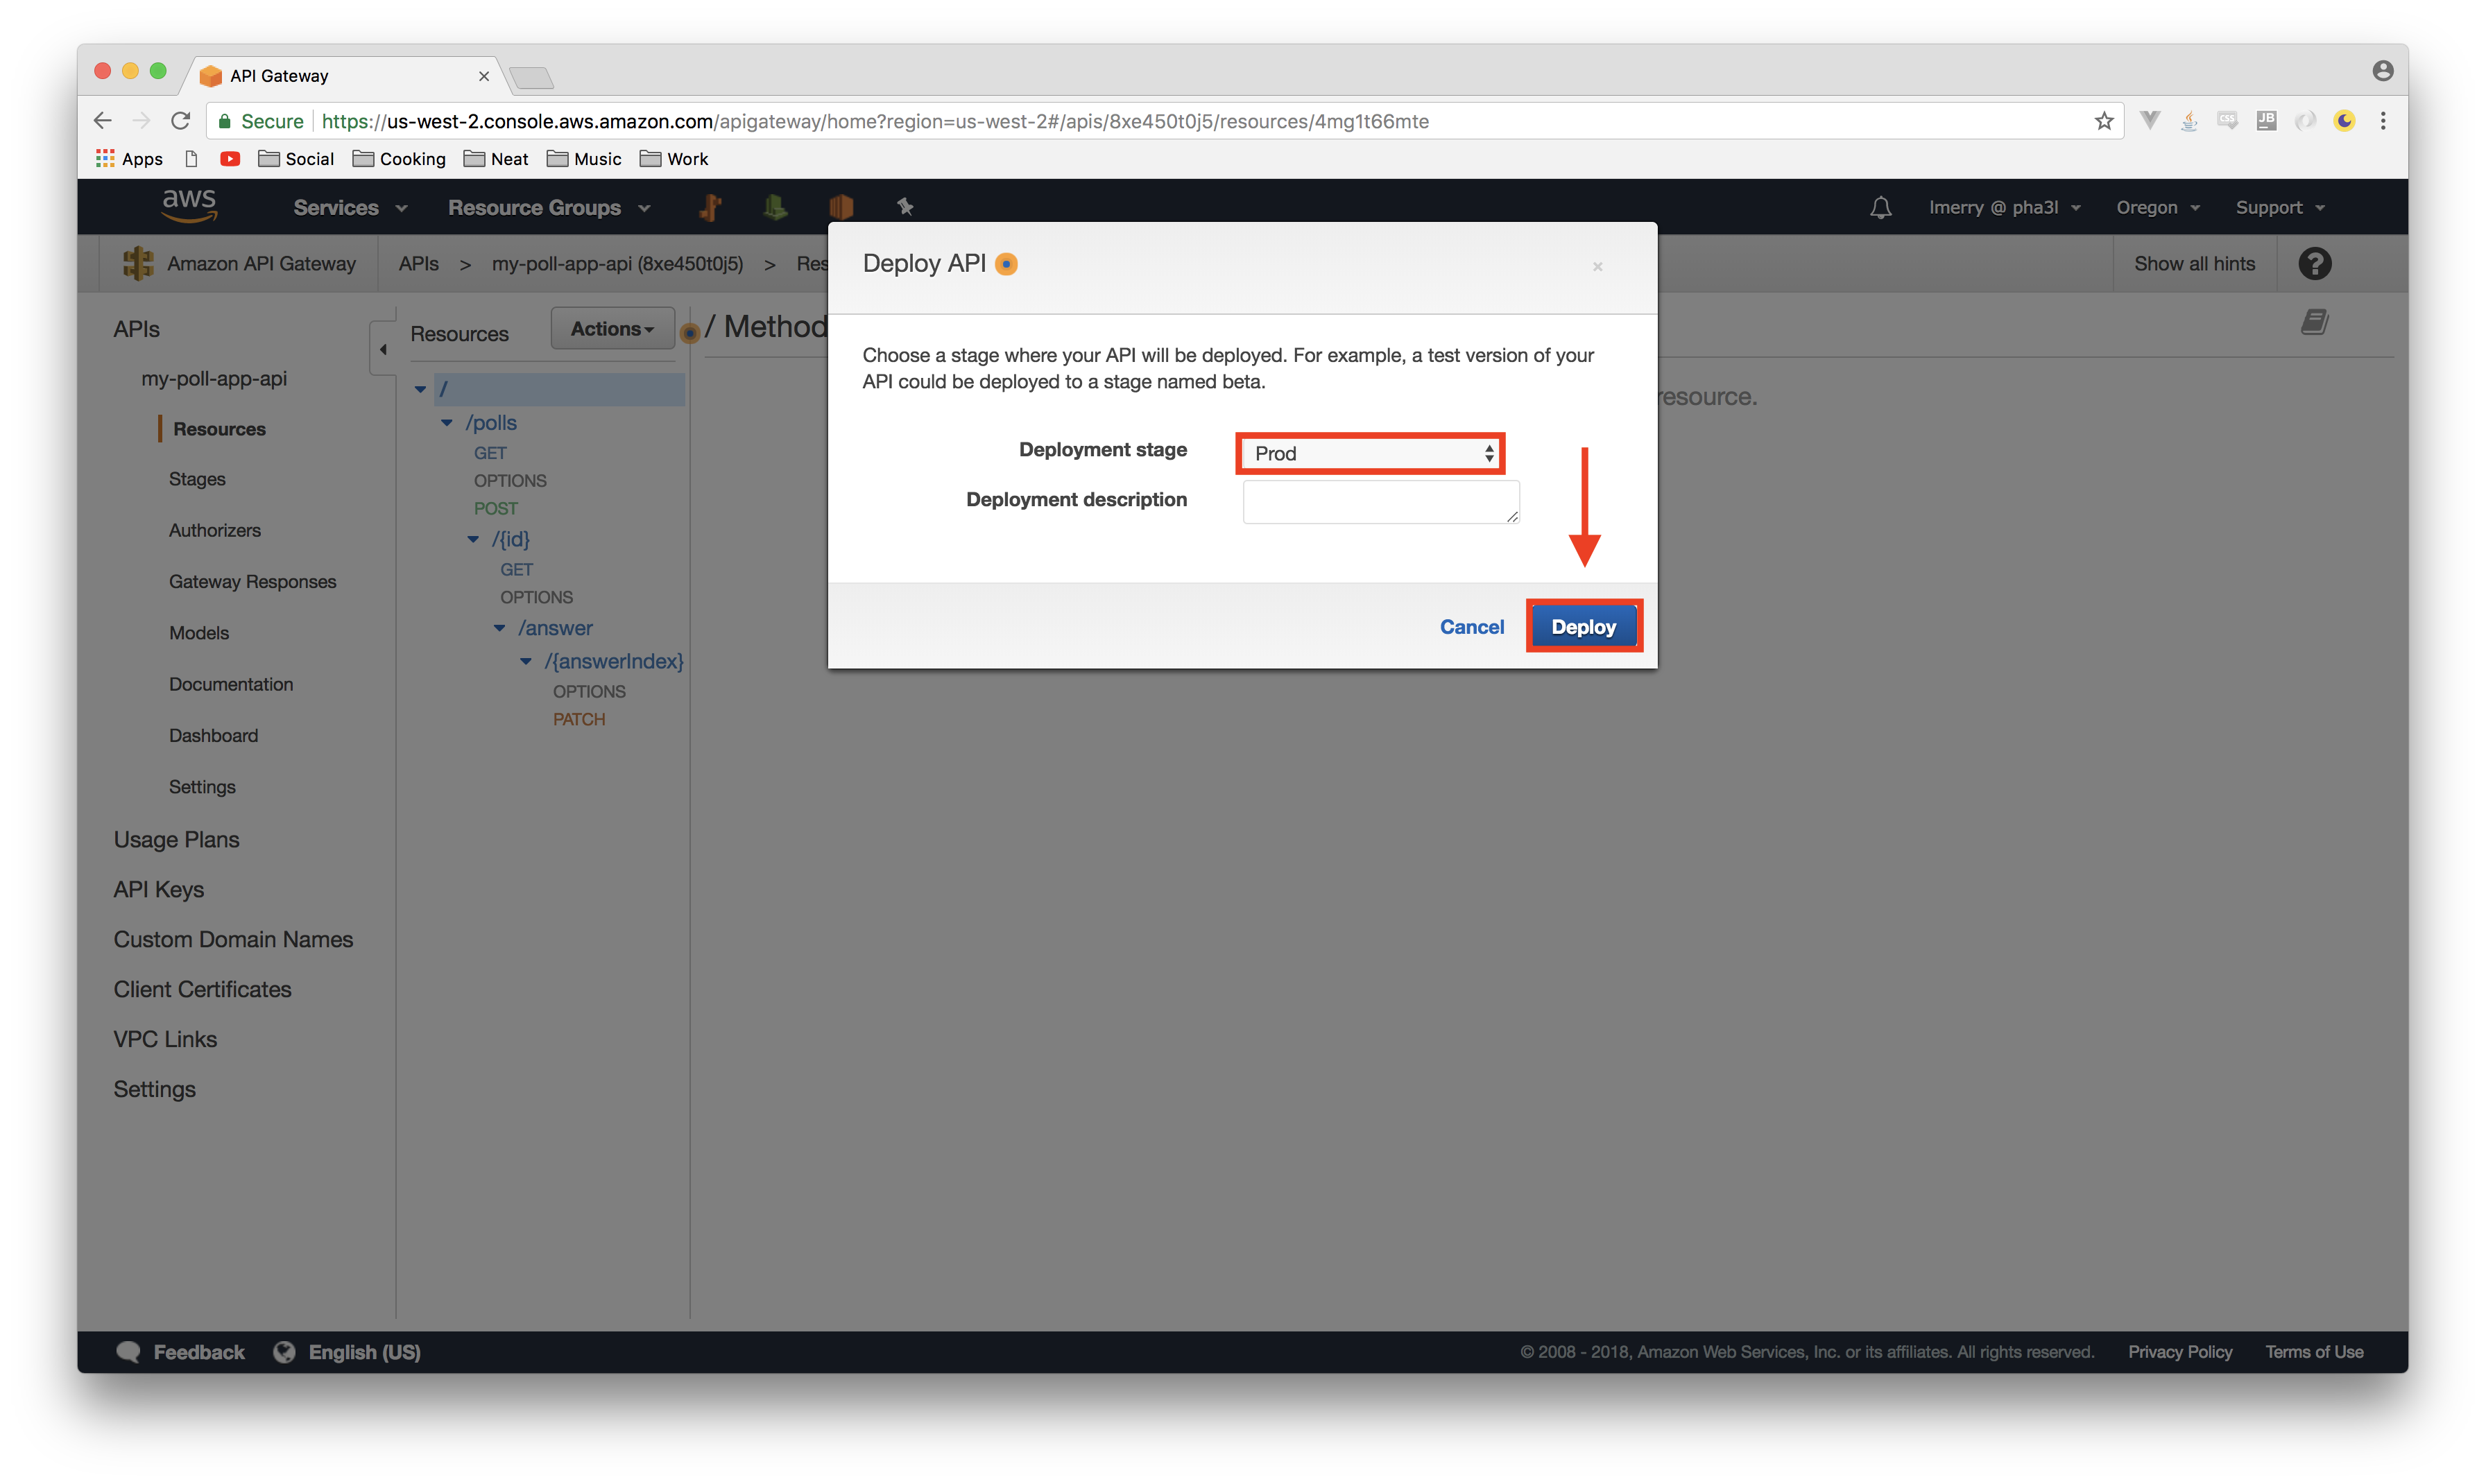 API Gateway
Secure https://us-west-2.console.aws.amazon.com/apigateway/home?region=us-west-2#/apis/8xe450t0j5/resources/4mg1t66mte
CSS JB
Apps Social Cooking Neat Music Work
aws Services Resource Groups lmerry @ pha3l Oregon Support
Amazon API Gateway APIs > my-poll-app-api (8xe450t0j5) > Res Show all hints ?
Deploy API
×
Choose a stage where your API will be deployed. For example, a test version of your
API could be deployed to a stage named beta.
Deployment stage Prod
Deployment description
Cancel Deploy
APIs
my-poll-app-api
Resources
Stages
Authorizers
Gateway Responses
Models
Documentation
Dashboard
Settings
Usage Plans
API Keys
Custom Domain Names
Client Certificates
VPC Links
Settings
Resources Actions
/
/polls
GET
OPTIONS
POST
/{id}
GET
OPTIONS
/answer
/{answerIndex}
OPTIONS
PATCH
/ Method
resource.
Feedback English (US) © 2008 - 2018, Amazon Web Services, Inc. or its affiliates. All rights reserved. Privacy Policy Terms of Use